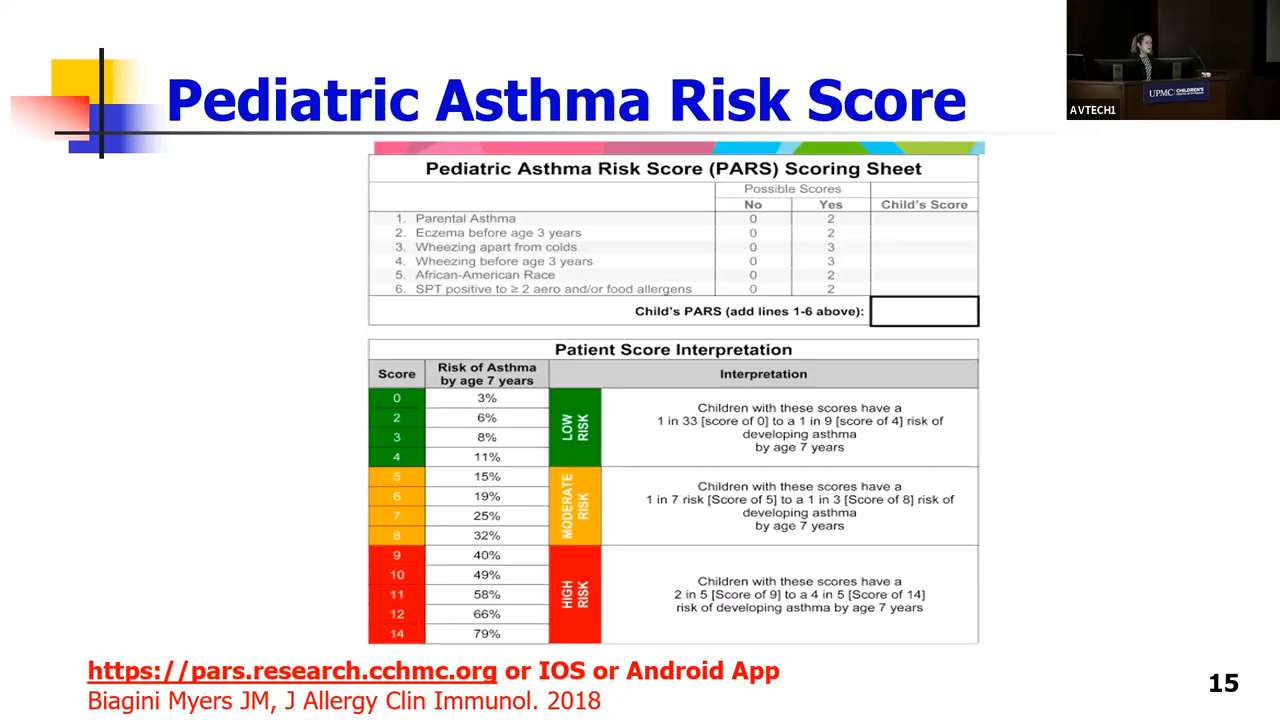 Pediatric Asthma Risk Score
AVTECH1
UPMC CHILDREN'S
Pediatric Asthma Risk Score (PARS) Scoring Sheet
Possible Scores
No Yes Child's Score
1. Parental Asthma 0 2
2. Eczema before age 3 years 0 2
3. Wheezing apart from colds 0 3
4. Wheezing before age 3 years 0 3
5. African-American Race 0 2
6. SPT positive to ≥ 2 aero and/or food allergens 0 2
Child's PARS (add lines 1-6 above):
Patient Score Interpretation
Score
Risk of Asthma
by age 7 years
Interpretation
0 3%
2 6%
3 8%
4 11%
LOW
RISK
Children with these scores have a
1 in 33 [score of 0] to a 1 in 9 [score of 4] risk of
developing asthma
by age 7 years
5 15%
6 19%
7 25%
8 32%
MODERATE
RISK
Children with these scores have a
1 in 7 risk [Score of 5] to a 1 in 3 [Score of 8] risk of
developing asthma
by age 7 years
9 40%
10 49%
11 58%
12 66%
14 79%
HIGH
RISK
Children with these scores have a
2 in 5 [Score of 9] to a 4 in 5 [Score of 14]
risk of developing asthma by age 7 years
https://pars.research.cchmc.org or IOS or Android App
Biagini Myers JM, J Allergy Clin Immunol. 2018
15